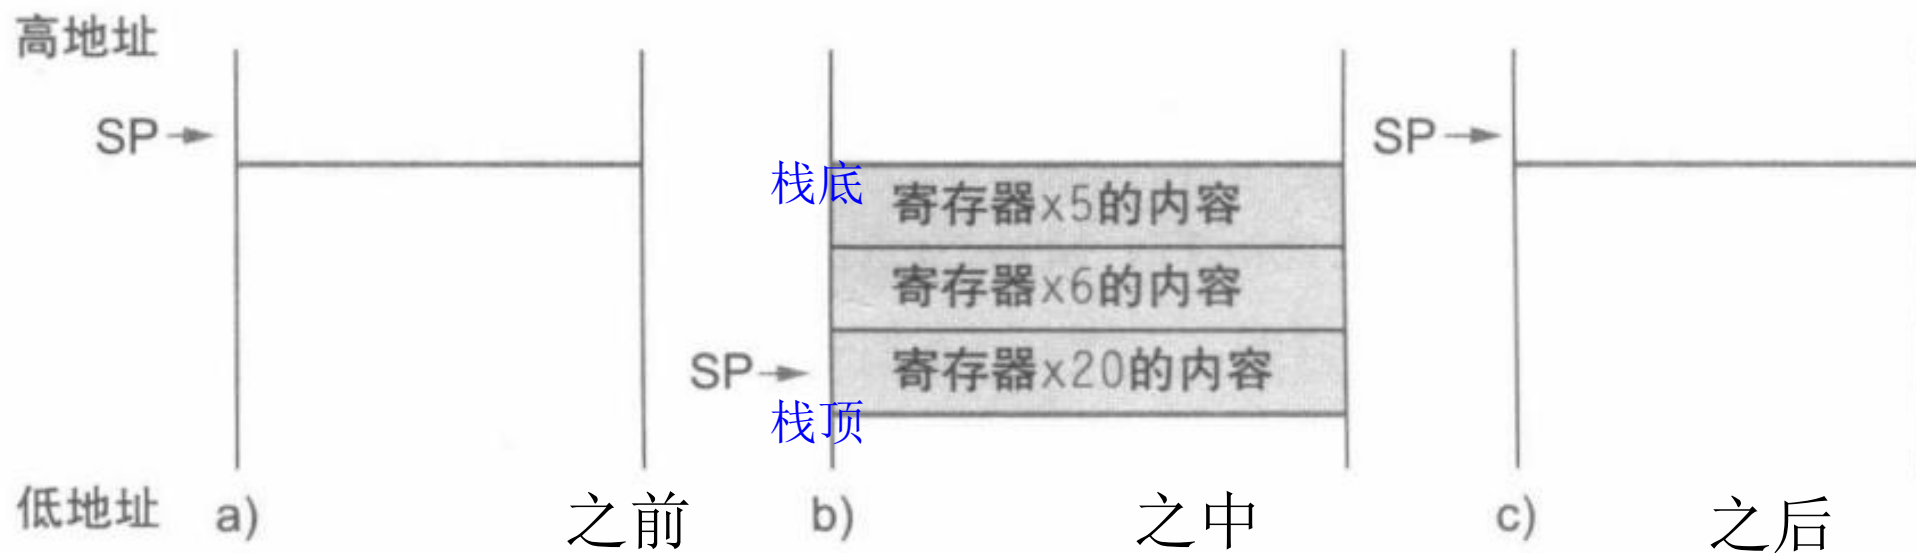 高地址
SP
SP
栈底
寄存器x5的内容
寄存器x6的内容
SP
寄存器x20的内容
栈顶
低地址
a)
之前
b)
之中
c)
之后